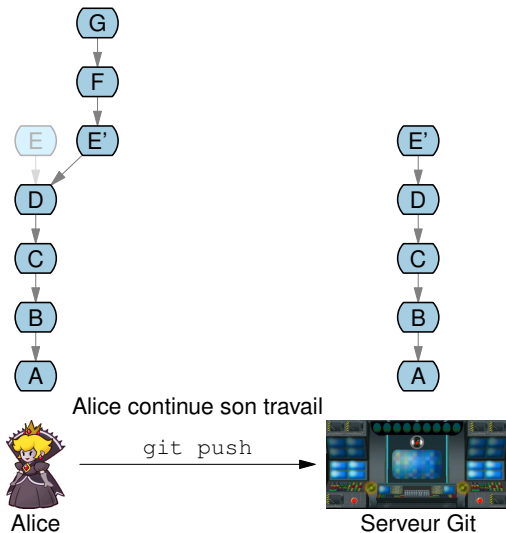 G
F
E E' E'
D D
C C
B B
A A
Alice continue son travail
git push
Alice Serveur Git